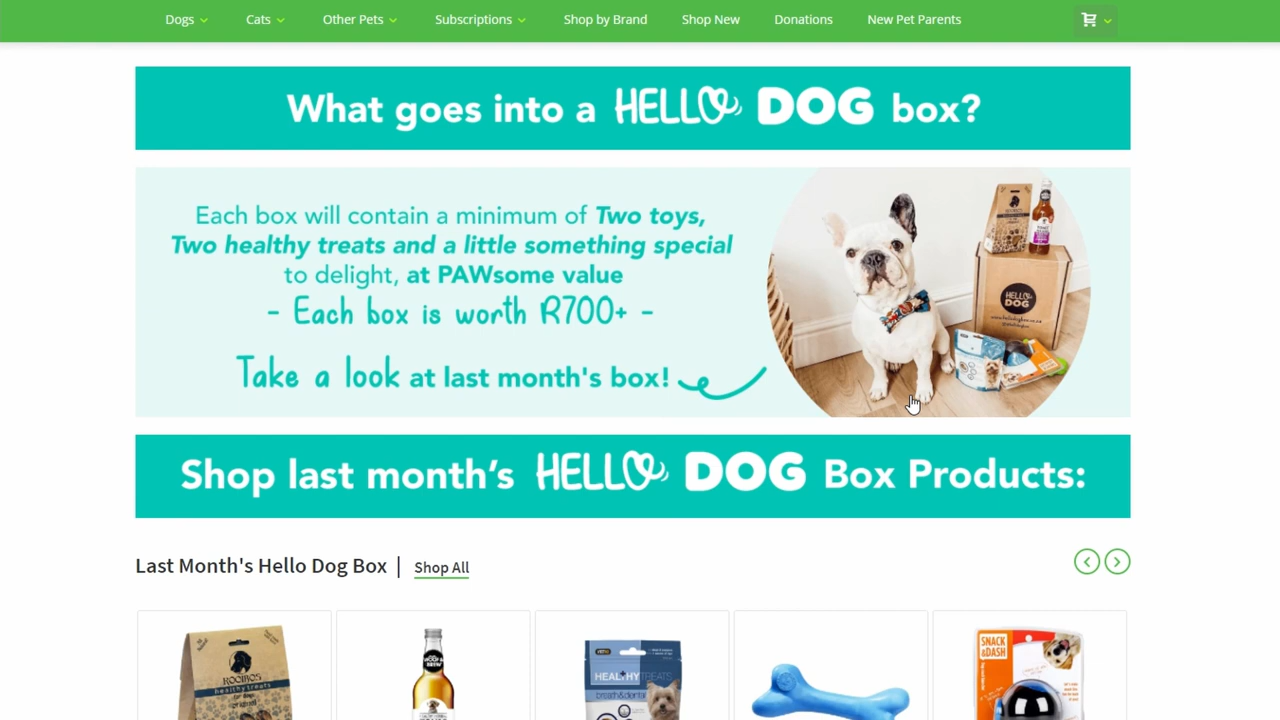 Dogs Cats Other Pets Subscriptions Shop by Brand Shop New Donations New Pet Parents
What goes into a HELLO DOG box?
Each box will contain a minimum of Two toys,
Two healthy treats and a little something special
to delight, at PAWsome value
- Each box is worth R700+ -
Take a look at last month's box!
HELLO
DOG
Shop last month's HELLO DOG Box Products:
Last Month's Hello Dog Box | Shop All
ROOIBOS
healthy treats
for dogs
original
HEALTHY TREATS
breath&dental
SNACK
&DASH